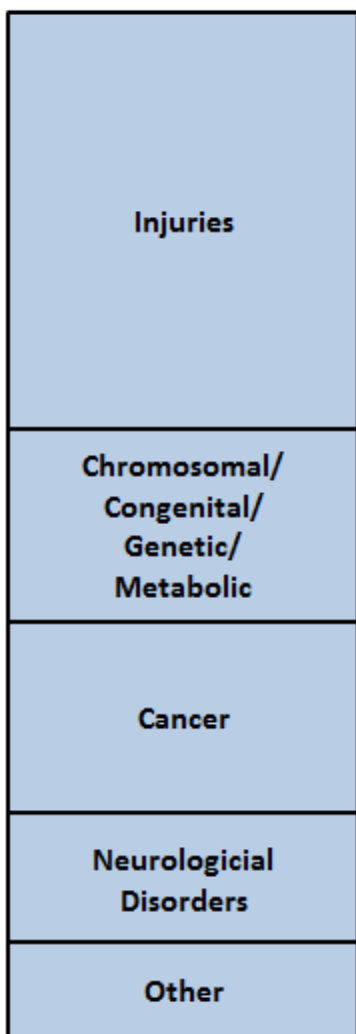 Injuries
Chromosomal/
Congenital/
Genetic/
Metabolic
Cancer
Neurologicial
Disorders
Other